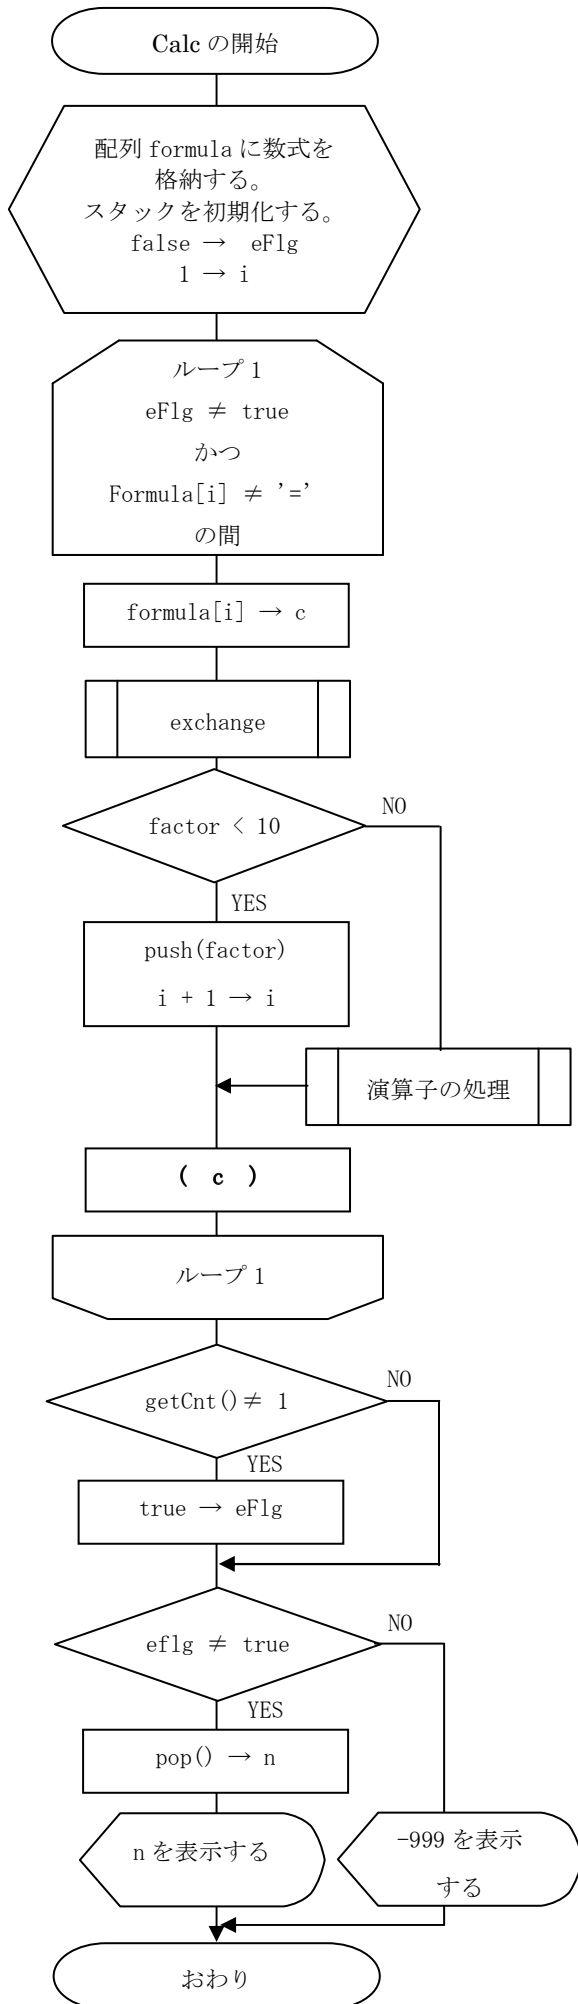 Calc の開始
配列 formula に数式を
格納する。
スタックを初期化する。
false → eFlg
1 → i
ループ 1
eFlg ≠ true
かつ
Formula[i] ≠ '='
の間
formula[i] → c
exchange
factor < 10
NO
YES
push(factor)
i + 1 → i
演算子の処理
( c )
ループ 1
getCnt()≠ 1
NO
YES
true → eFlg
eflg ≠ true
NO
YES
pop() → n
n を表示する
-999 を表示
する
おわり